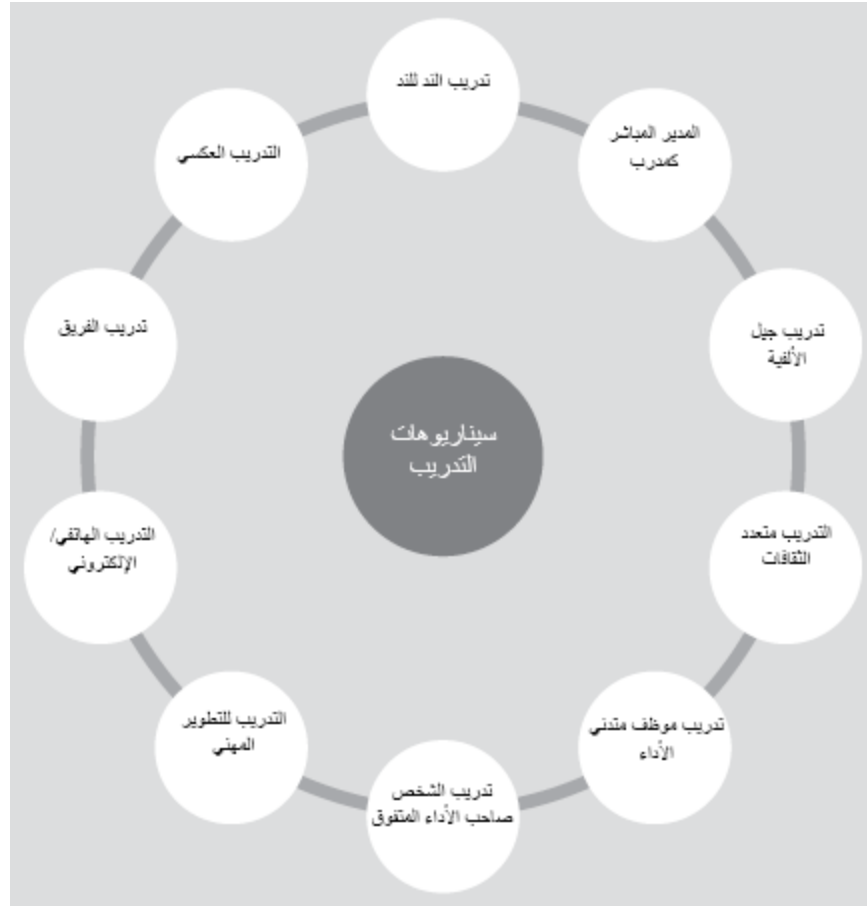 تدريب الند للند
المدير المباشر
كمدرب
تدريب جيل
الألفية
التدريب متعدد
الثقافات
تدريب موظف متدني
الأداء
تدريب الشخص
صاحب الأداء المتفوق
التدريب للتطوير
المهني
التدريب الهاتفي/
الإلكتروني
تدريب الفريق
التدريب العكسي
سيناريوهات
التدريب